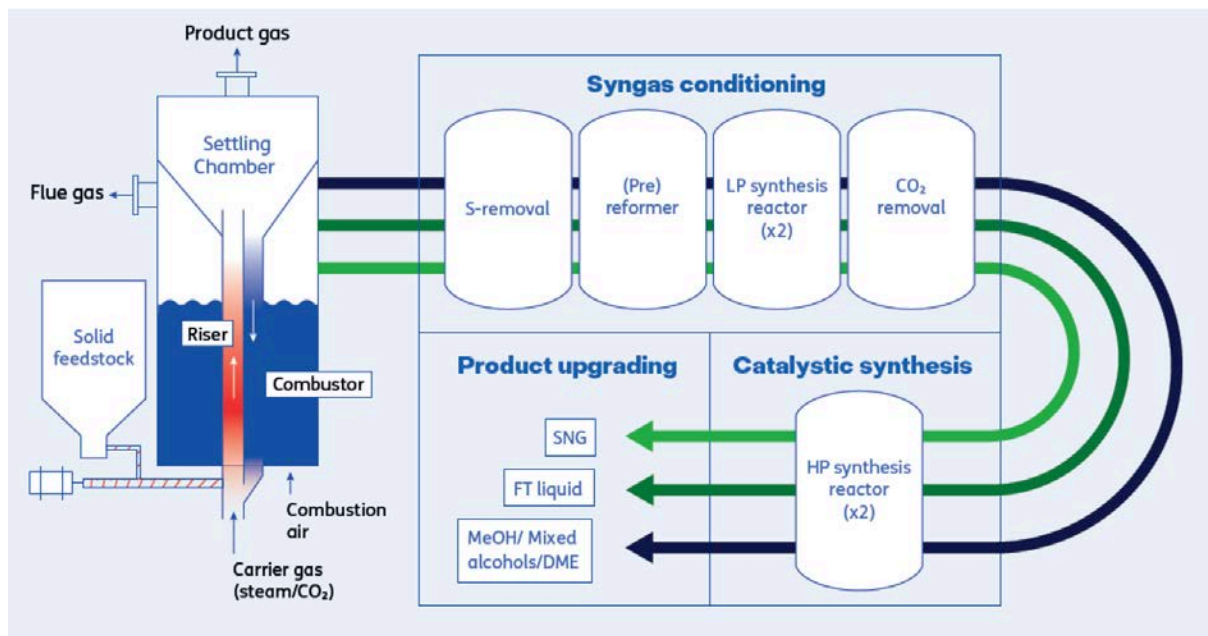 Product gas
Settling
Chamber
Flue gas
Solid
feedstock
Riser
Combustor
Combustion
air
Carrier gas
(steam/CO₂)
Syngas conditioning
S-removal
(Pre)
reformer
LP synthesis
reactor
(x2)
CO₂
removal
Product upgrading
SNG
FT liquid
MeOH/ Mixed
alcohols/DME
Catalystic synthesis
HP synthesis
reactor
(x2)